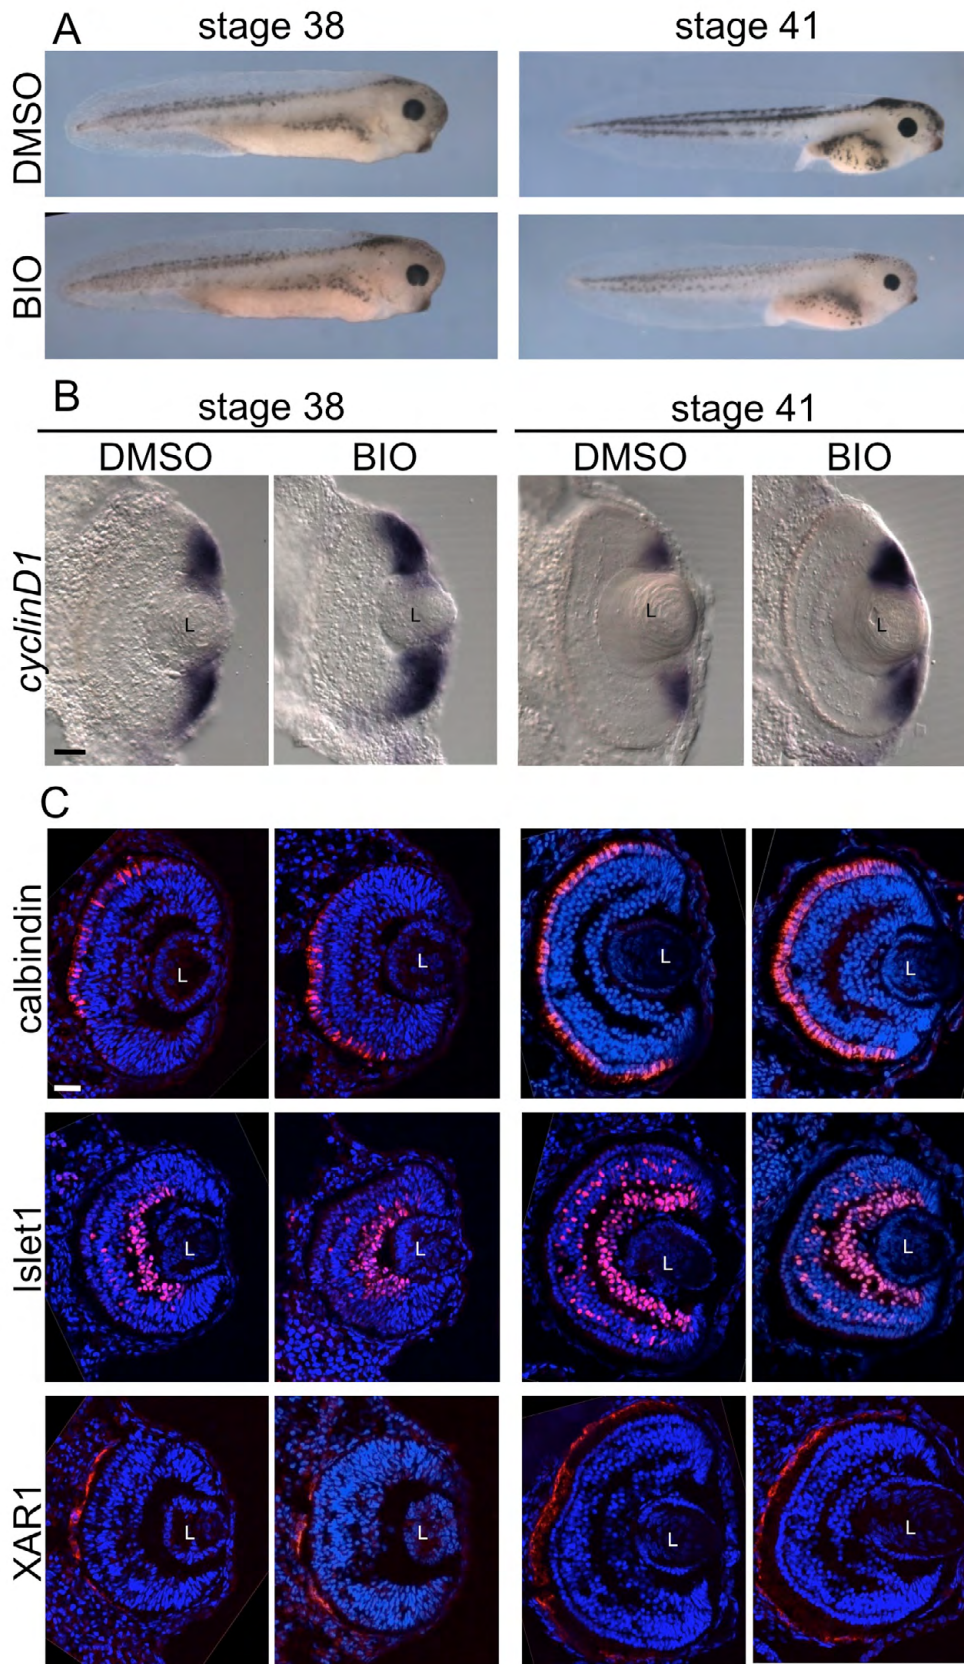 A
stage 38 stage 41
DMSO
BIO
B
stage 38 stage 41
DMSO BIO DMSO BIO
cyclinD1
L L L L
C
calbindin
L L L L
Islet1
L L L L
XAR1
L L L L